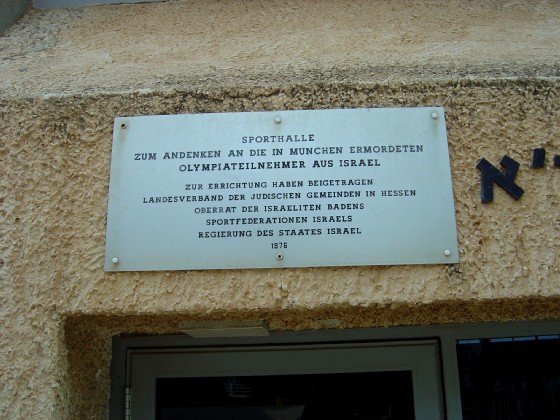 SPORTHALLE
ZUM ANDENKEN AN DIE IN MUNCHEN ERMORDETEN
OLYMPIATEILNEHMER AUS ISRAEL
ZUR ERRICHTUNG HABEN BEIGETRAGEN
LANDESVERBAND DER JUDISCHEN GEMEINDEN IN HESSEN
OBERRAT DER ISRAELITEN BADENS
SPORTFEDERATIONEN ISRAELS
REGIERUNG DES STAATES ISRAEL
1976